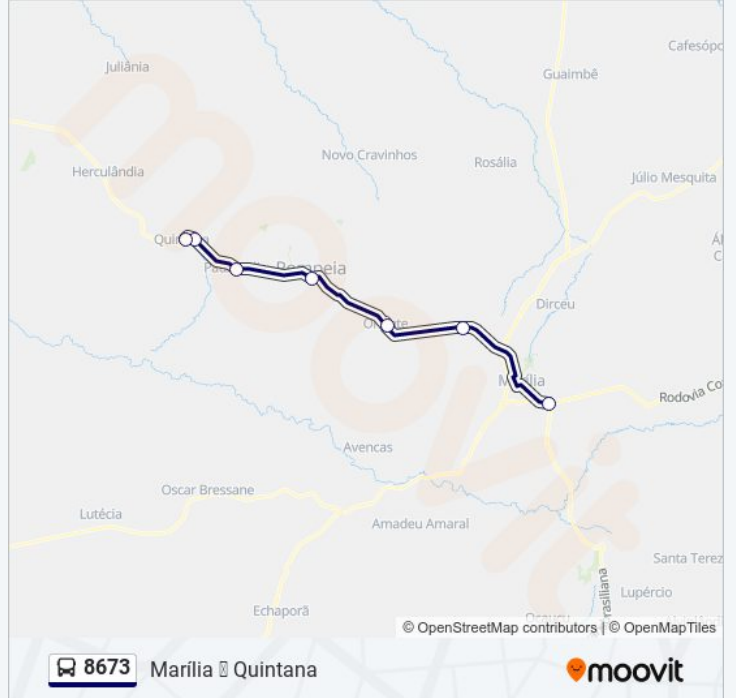 Juliânia
Cafesópo
Guaimbê
Novo Cravinhos
Rosália
Herculândia
Júlio Mesquita
Pompeia
Dirceu
Marília
Rodovia Co
Avencas
Oscar Bressane
Lutécia
Amadeu Amaral
Santa Terez
Lupércio
Echaporã
© OpenStreetMap contributors | © OpenMapTiles
8673 Marília ▯ Quintana
moovit